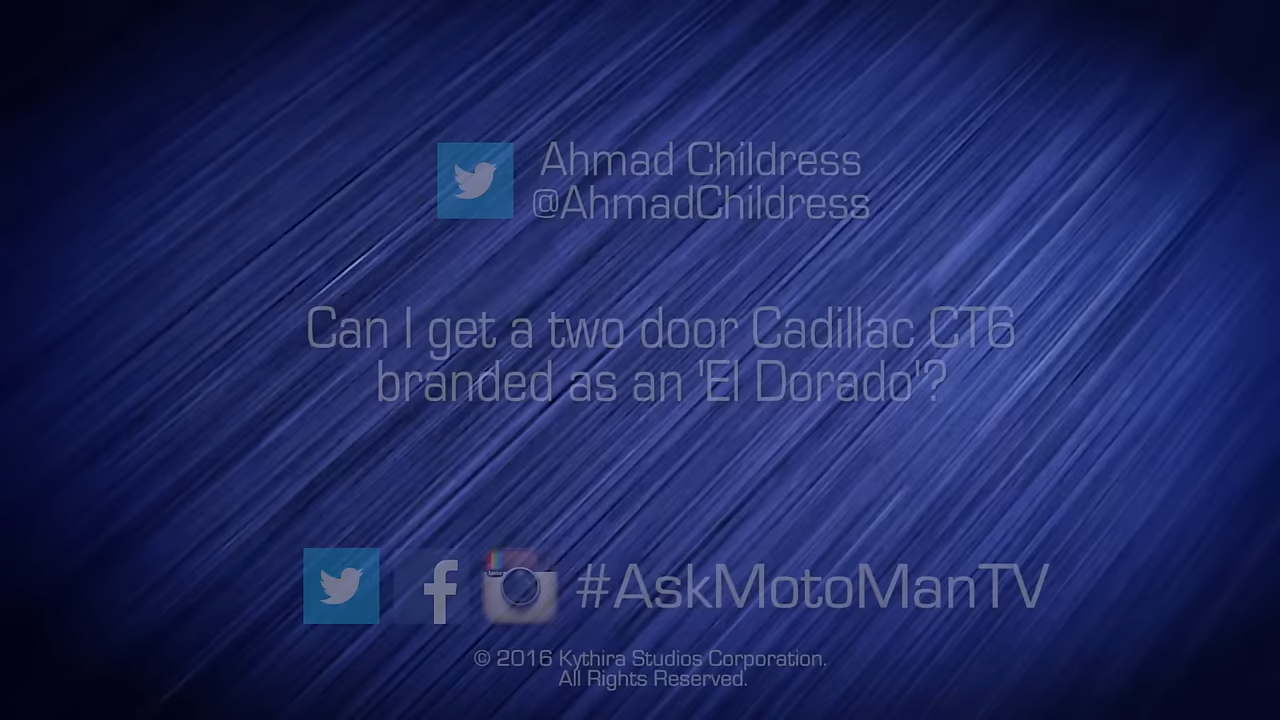 Ahmad Childress
@AhmadChildress
Can I get a two door Cadillac CT6
branded as an 'El Dorado'?
#AskMotoManTV
© 2016 Kythira Studios Corporation.
All Rights Reserved.